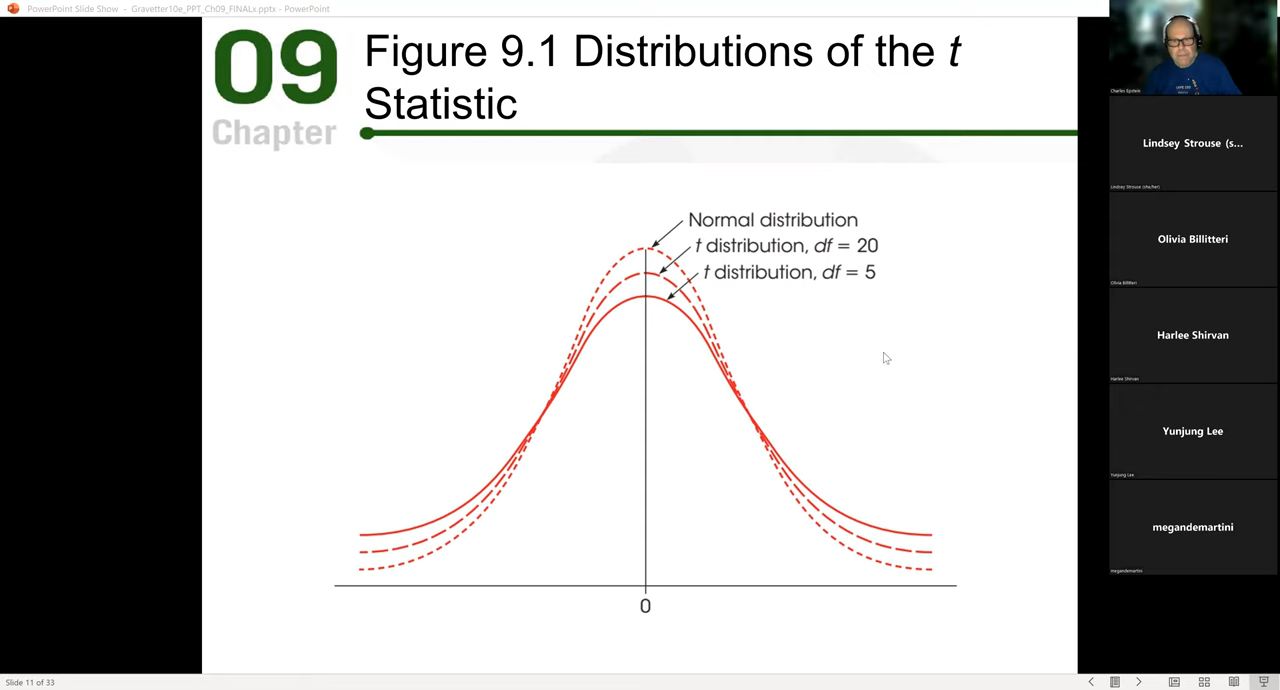 PowerPoint Slide Show - Gravetter10e_PPT_Ch09_FINALx.pptx - PowerPoint
09
Chapter
Figure 9.1 Distributions of the t
Statistic
Normal distribution
t distribution, df = 20
t distribution, df = 5
0
Slide 11 of 33
Charles Epstein
Lindsey Strouse (s...
Lindsey Strouse (she/her)
Olivia Billitteri
Olivia Billitteri
Harlee Shirvan
Harlee Shirvan
Yunjung Lee
Yunjung Lee
megandemartini
megandemartini